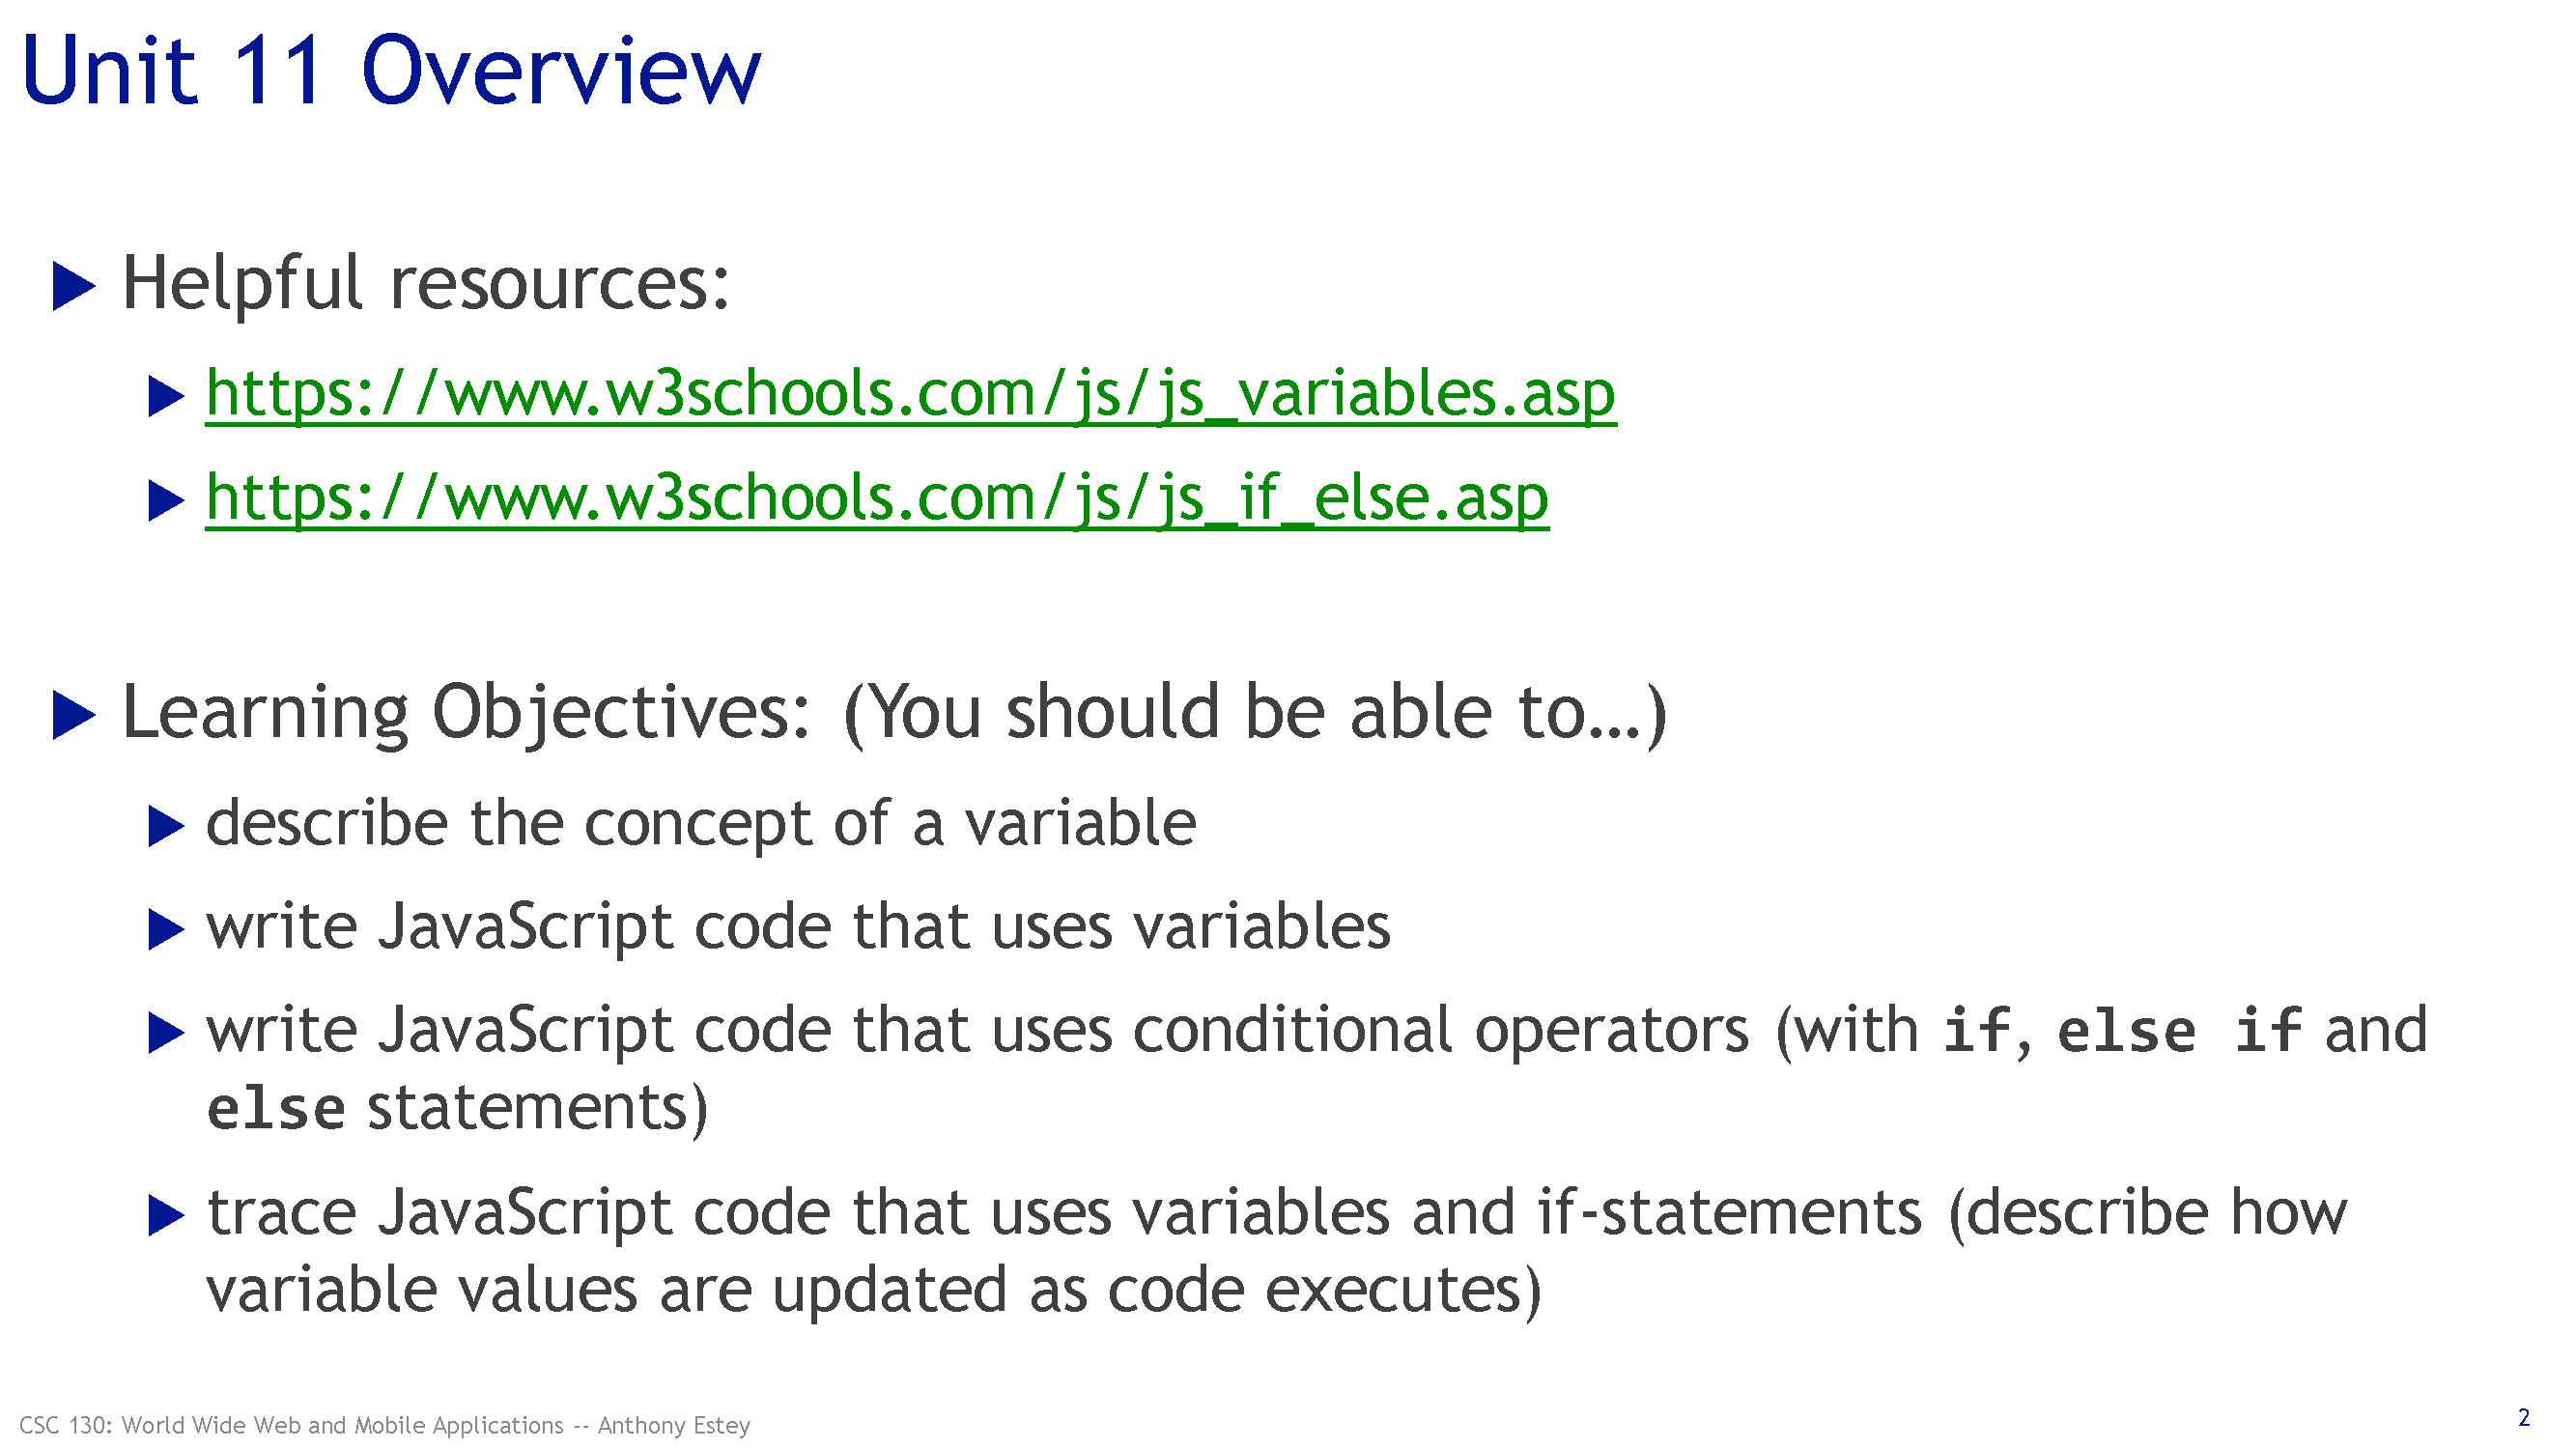 Unit 11 Overview
Helpful resources:
https://www.w3schools.com/js/js_variables.asp
https://www.w3schools.com/js/js_if_else.asp
Learning Objectives: (You should be able to…)
describe the concept of a variable
write JavaScript code that uses variables
write JavaScript code that uses conditional operators (with if, else if and
else statements)
trace JavaScript code that uses variables and if-statements (describe how
variable values are updated as code executes)
CSC 130: World Wide Web and Mobile Applications -- Anthony Estey
2